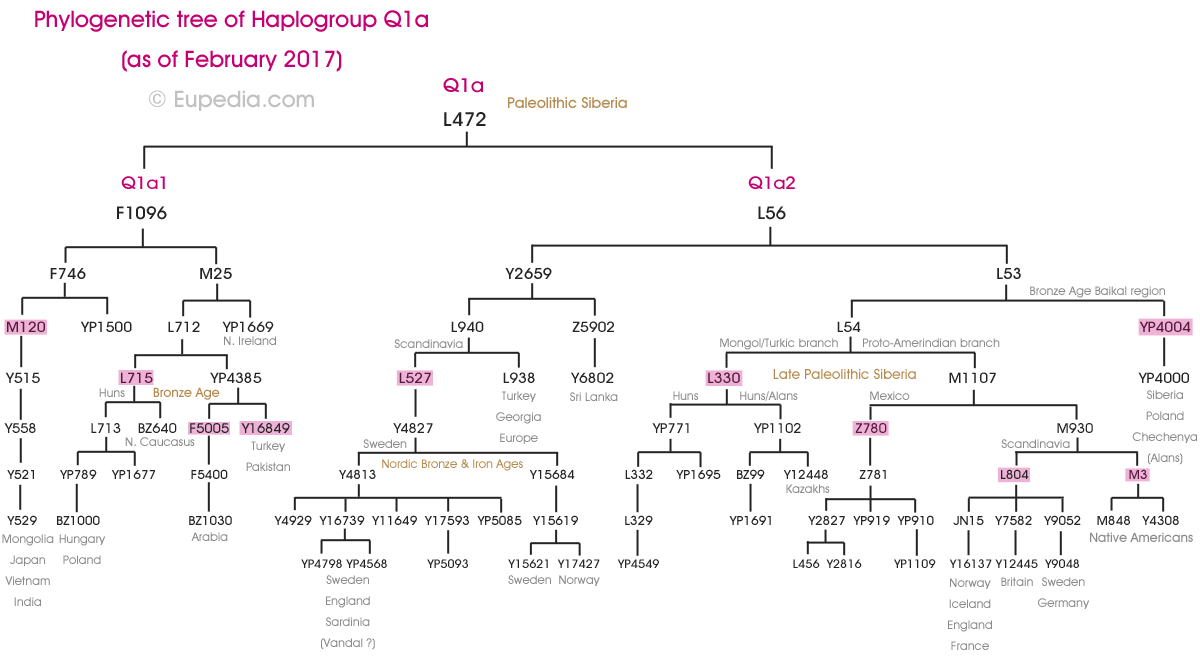 Phylogenetic tree of Haplogroup Q1a
(as of February 2017)
© Eupedia.com
Q1a
Paleolithic Siberia
L472
Q1a1 Q1a2
F1096 L56
F746 M25 Y2659 L53
Bronze Age Baikal region
M120 YP1500 L712 YP1669 L940 Z5902 L54 YP4004
N. Ireland
Scandinavia Mongol/Turkic branch Proto-Amerindian branch
Y515 L715 YP4385 L527 L938 Y6802 L330 Late Paleolithic Siberia M1107 YP4000
Huns Bronze Age Turkey Sri Lanka Huns Huns/Alans Mexico Siberia
Georgia Poland
Y558 L713 BZ640 F5005 Y16849 Y4827 Europe YP771 YP1102 Z780 M930 Chechenya
N. Caucasus Turkey Sweden Scandinavia (Alans)
Pakistan Nordic Bronze & Iron Ages
Y521 YP789 YP1677 F5400 Y4813 Y15684 L332 YP1695 BZ99 Y12448 Z781 L804 M3
Kazakhs
Y529 BZ1000 BZ1030 Y4929 Y16739 Y11649 Y17593 YP5085 Y15619 L329 YP1691 Y2827 YP919 YP910 JN15 Y7582 Y9052 M848 Y4308
Mongolia Hungary Arabia Native Americans
Japan Poland YP4798 YP4568 YP5093 Y15621 Y17427 YP4549 L456 Y2816 YP1109 Y16137 Y12445 Y9048
Vietnam Sweden Sweden Norway Norway Britain Sweden
India England Iceland Germany
Sardinia England
(Vandal ?) France